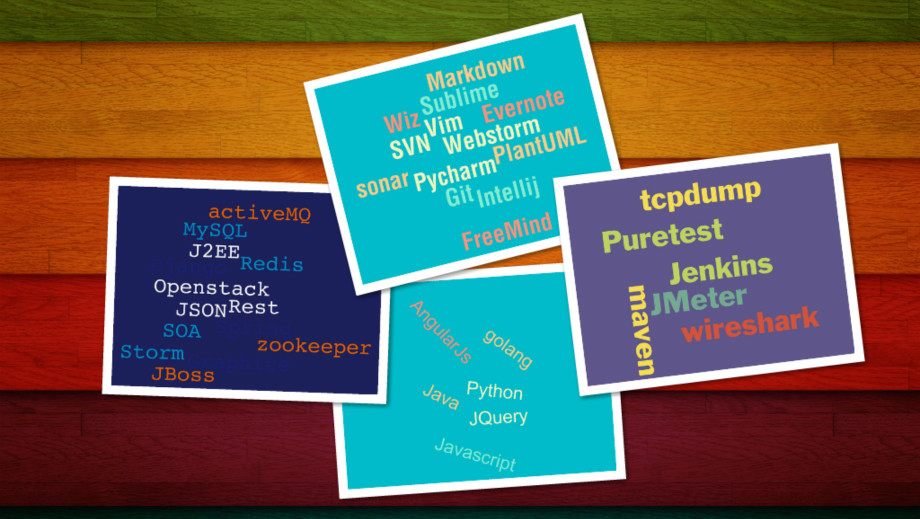 Markdown
Sublime
Wiz
Vim
Evernote
SVN
Webstorm
PlantUML
sonar
Pycharm
Git
Intellij
FreeMind
activeMQ
MySQL
J2EE
Redis
Openstack
JSON
Rest
SOA
zookeeper
Storm
JBoss
tcpdump
Puretest
Jenkins
JMeter
maven
wireshark
AngularJs
golang
Java
Python
JQuery
Javascript